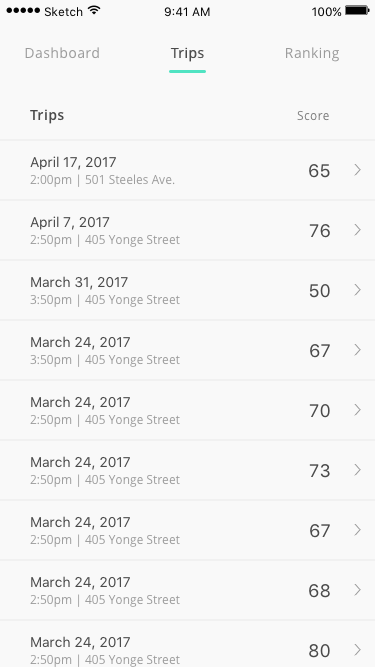 Sketch 9:41 AM 100%
Dashboard Trips Ranking
Trips Score
April 17, 2017
2:00pm | 501 Steeles Ave.
65
April 7, 2017
2:50pm | 405 Yonge Street
76
March 31, 2017
3:50pm | 405 Yonge Street
50
March 24, 2017
3:50pm | 405 Yonge Street
67
March 24, 2017
2:50pm | 405 Yonge Street
70
March 24, 2017
2:50pm | 405 Yonge Street
73
March 24, 2017
2:50pm | 405 Yonge Street
67
March 24, 2017
2:50pm | 405 Yonge Street
68
March 24, 2017
2:50pm | 405 Yonge Street
80